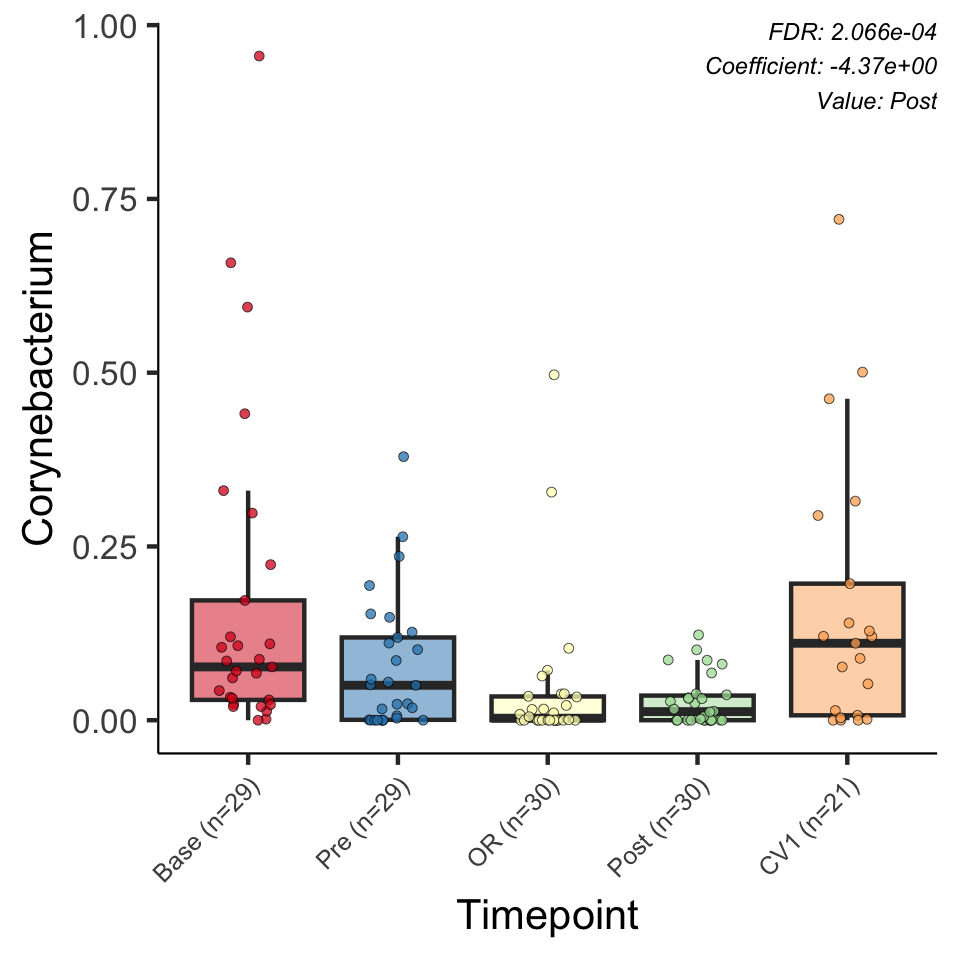 FDR: 2.066e-04
Coefficient: -4.37e+00
Value: Post
1.00
0.75
0.50
0.25
0.00
Corynebacterium
Base (n=29)
Pre (n=29)
OR (n=30)
Post (n=30)
CV1 (n=21)
Timepoint